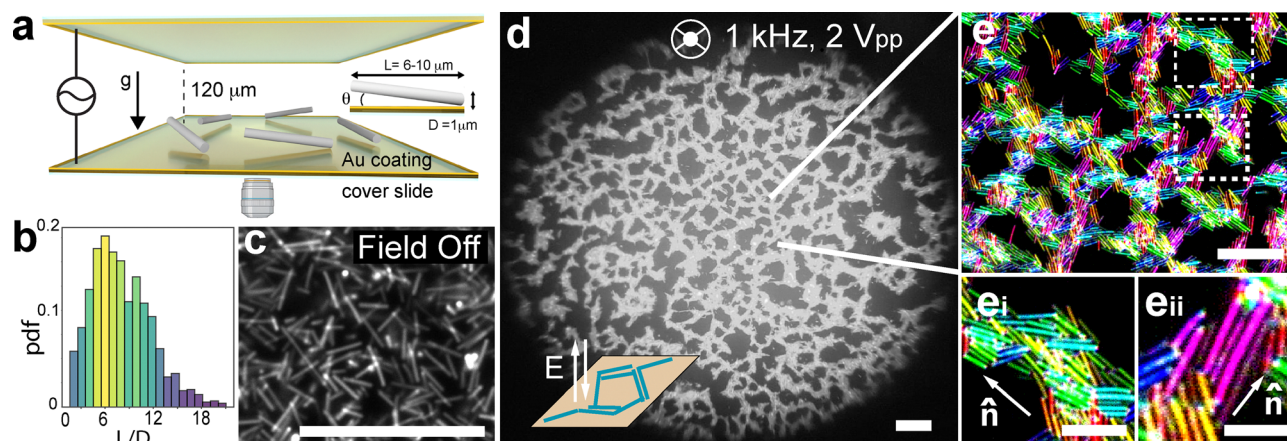 a
g
120 μm
L= 6-10 μm
θ
D =1μm
Au coating
cover slide
b
0.2
0.1
0
pdf
0 6 12 18
L/D
c
Field Off
d
1 kHz, 2 Vpp
E
e
ei
n̂
eii
n̂